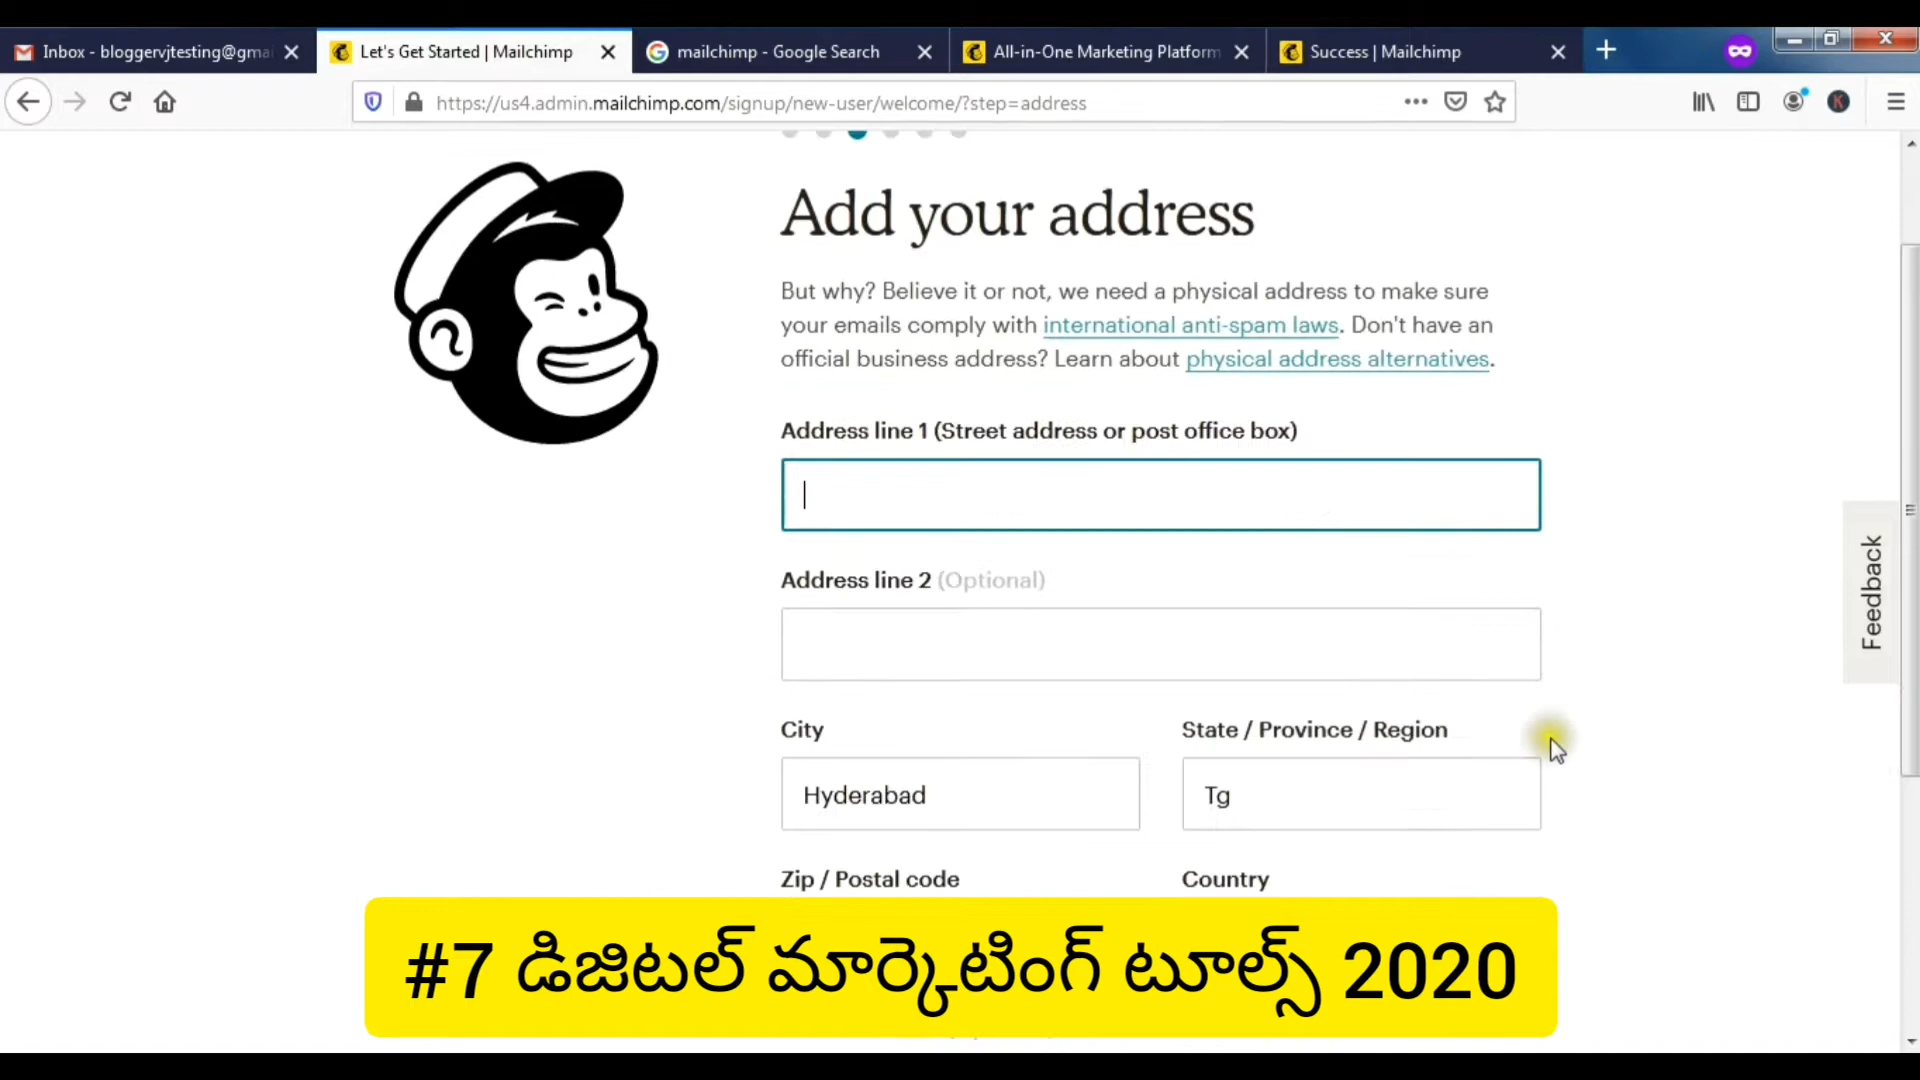 Inbox - bloggervjtesting@gma
Let's Get Started | Mailchimp
mailchimp - Google Search
All-in-One Marketing Platform
Success | Mailchimp
https://us4.admin.mailchimp.com/signup/new-user/welcome/?step=address
K
Add your address
But why? Believe it or not, we need a physical address to make sure
your emails comply with international anti-spam laws. Don't have an
official business address? Learn about physical address alternatives.
Address line 1 (Street address or post office box)
Address line 2 (Optional)
City
State / Province / Region
Hyderabad
Tg
Zip / Postal code
Country
Feedback
#7 డిజిటల్ మార్కెటింగ్ టూల్స్ 2020